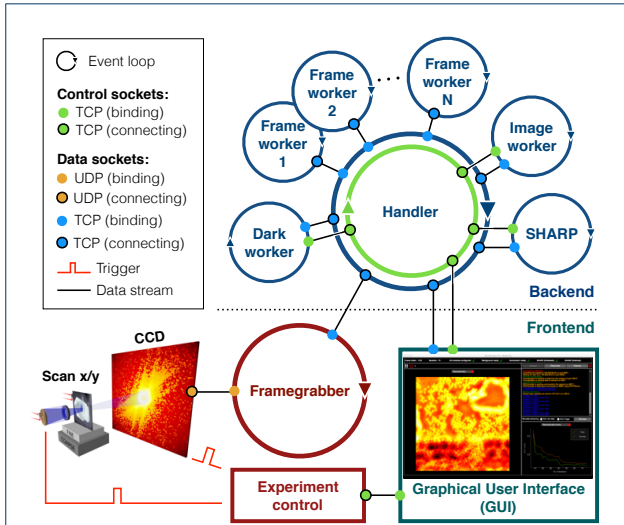 Event loop
Control sockets:
TCP (binding)
TCP (connecting)
Data sockets:
UDP (binding)
UDP (connecting)
TCP (binding)
TCP (connecting)
Trigger
Data stream
Frame
worker
1
Frame
worker
2
Frame
worker
N
Image
worker
Dark
worker
Handler
SHARP
Backend
Frontend
CCD
Scan x/y
Framegrabber
Experiment
control
Graphical User Interface
(GUI)